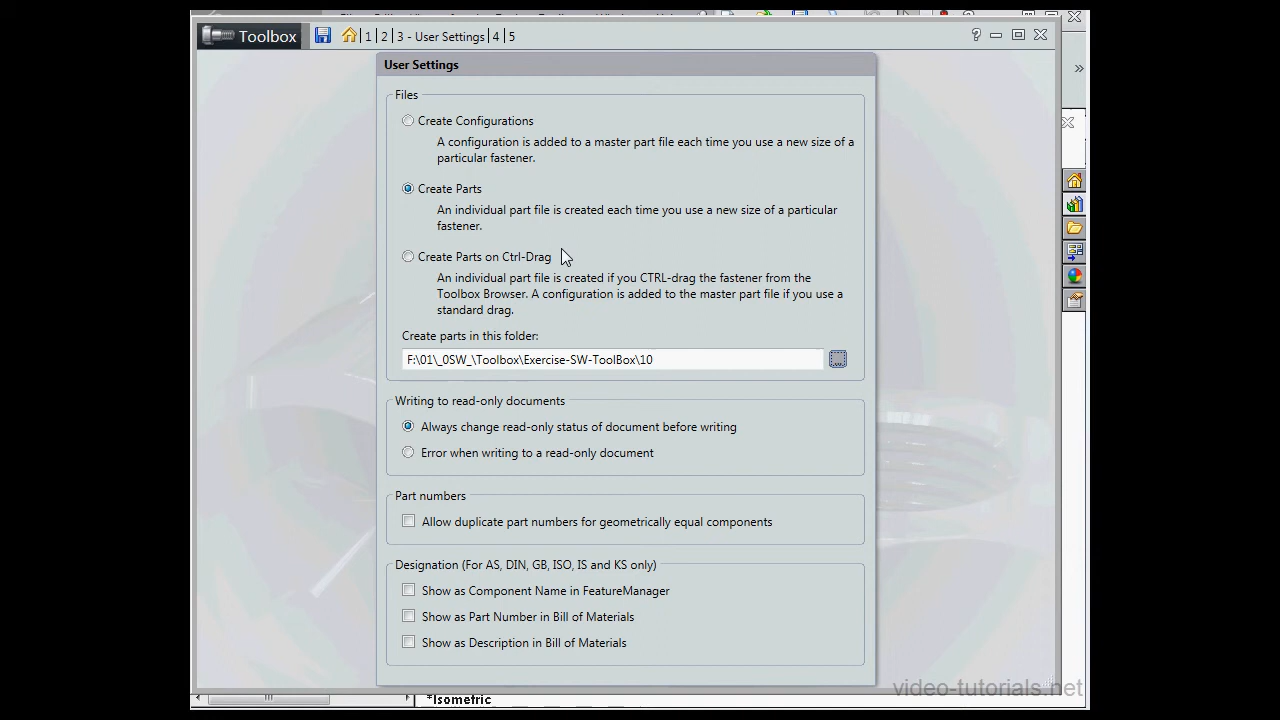 Toolbox 1 2 3 - User Settings 4 5
User Settings
Files
Create Configurations
A configuration is added to a master part file each time you use a new size of a
particular fastener.
Create Parts
An individual part file is created each time you use a new size of a particular
fastener.
Create Parts on Ctrl-Drag
An individual part file is created if you CTRL-drag the fastener from the
Toolbox Browser. A configuration is added to the master part file if you use a
standard drag.
Create parts in this folder:
F:\01\_0SW_\Toolbox\Exercise-SW-ToolBox\10
...
Writing to read-only documents
Always change read-only status of document before writing
Error when writing to a read-only document
Part numbers
Allow duplicate part numbers for geometrically equal components
Designation (For AS, DIN, GB, ISO, IS and KS only)
Show as Component Name in FeatureManager
Show as Part Number in Bill of Materials
Show as Description in Bill of Materials
video-tutorials.net
*Isometric